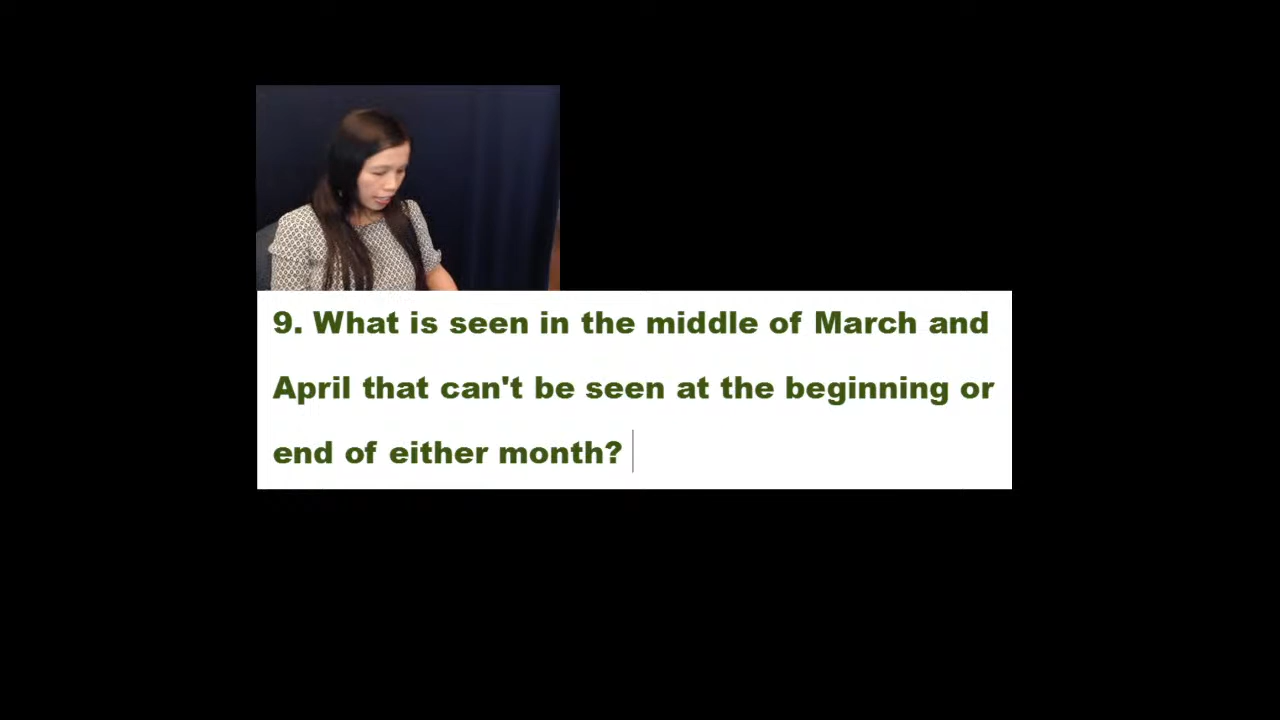 9. What is seen in the middle of March and
April that can't be seen at the beginning or
end of either month?